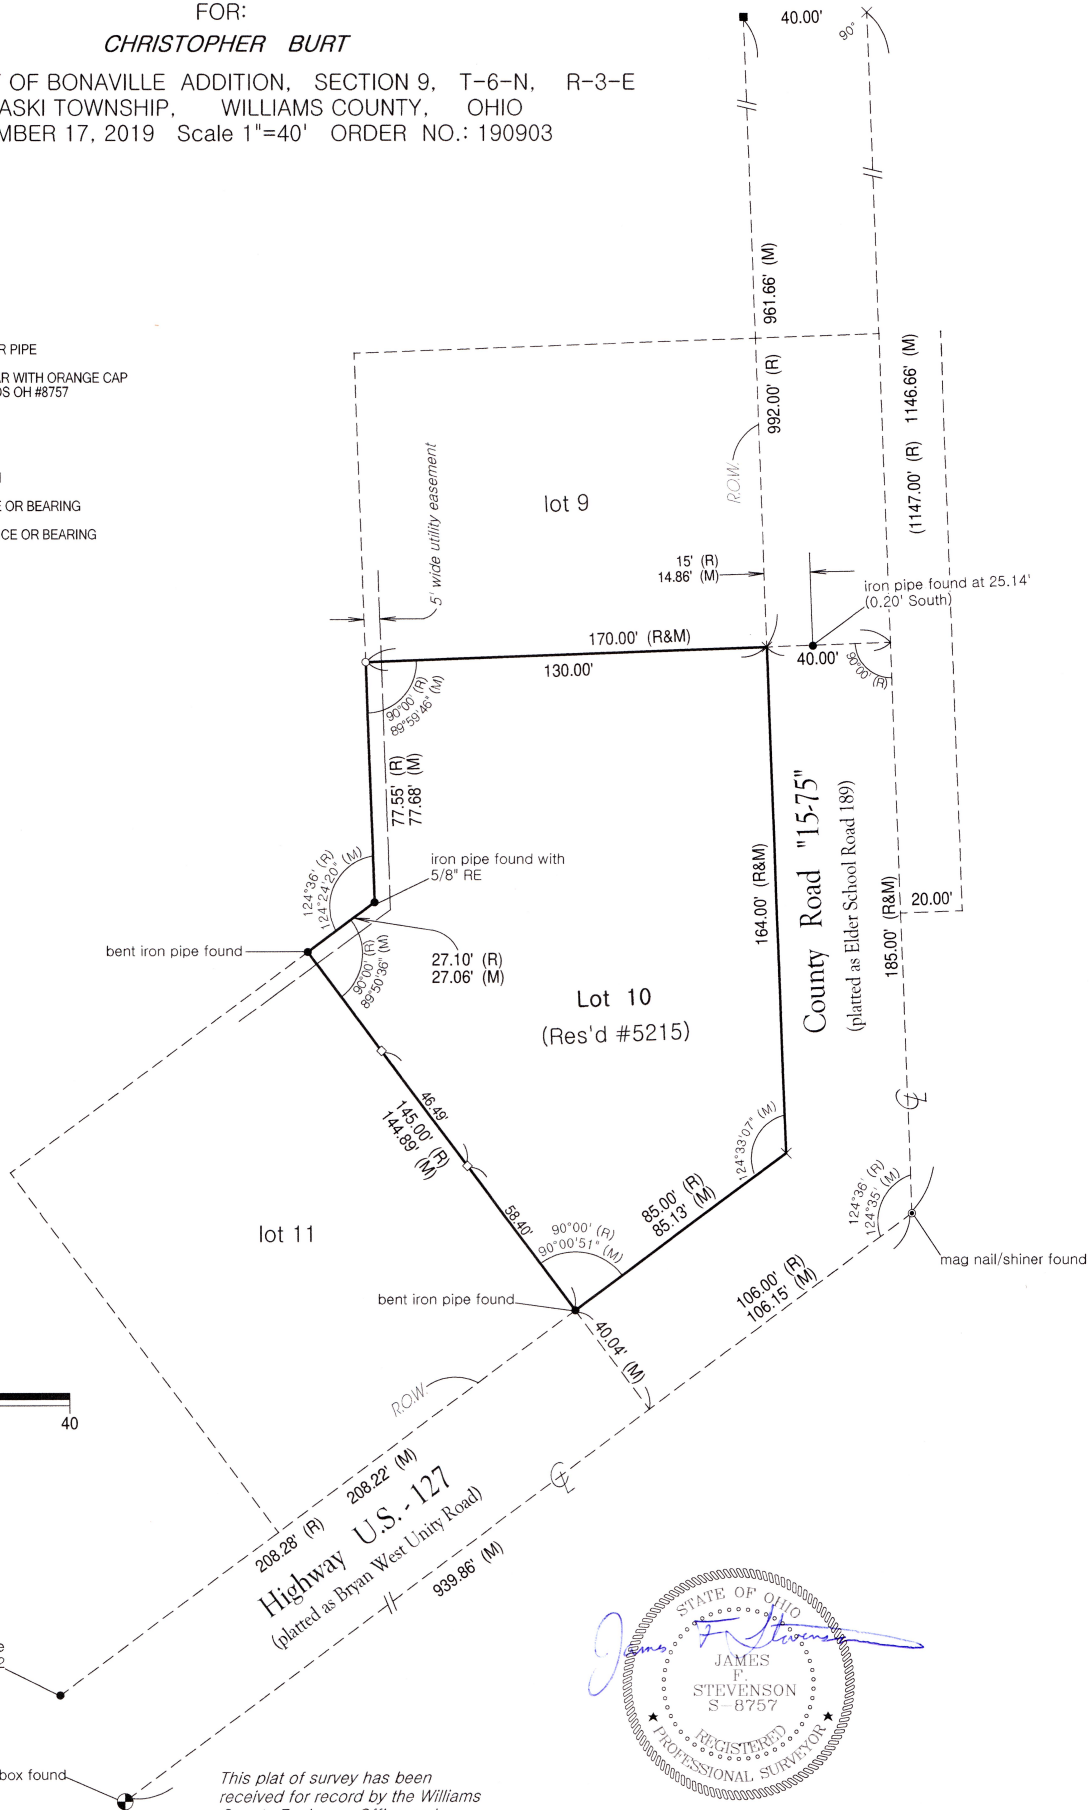 FOR:
CHRISTOPHER BURT
OF BONAVILLE ADDITION, SECTION 9, T-6-N, R-3-E
ASKI TOWNSHIP, WILLIAMS COUNTY, OHIO
MBER 17, 2019 Scale 1"=40' ORDER NO.: 190903
40.00'
90°
961.66' (M)
992.00' (R)
R.O.W.
(1147.00' (R) 1146.66' (M)
R PIPE
AR WITH ORANGE CAP
OS OH #8757
E OR BEARING
CE OR BEARING
5' wide utility easement
lot 9
15' (R)
14.86' (M)
iron pipe found at 25.14'
(0.20' South)
170.00' (R&M)
130.00'
40.00'
90°00' (R)
90°00' (R)
89°59'46" (M)
77.55' (R)
77.68' (M)
iron pipe found with
5/8" RE
124°36' (R)
124°24'20" (M)
bent iron pipe found
27.10' (R)
27.06' (M)
90°00' (R)
89°50'36" (M)
Lot 10
(Res'd #5215)
164.00' (R&M)
County Road "15-75"
(platted as Elder School Road 189)
185.00' (R&M)
20.00'
46.49'
145.00' (R)
144.89' (M)
58.40'
124°33'07" (M)
85.00' (R)
85.13' (M)
90°00' (R)
90°00'51" (M)
124°36' (R)
124°35' (M)
mag nail/shiner found
lot 11
bent iron pipe found
106.00' (R)
106.15' (M)
40.04' (M)
R.O.W.
40
208.22' (M)
208.28' (R)
Highway U.S. - 127
(platted as Bryan West Unity Road)
939.86' (M)
box found
This plat of survey has been
received for record by the Williams
STATE OF OHIO
James F. Stevenson
JAMES
F.
STEVENSON
S-8757
REGISTERED
PROFESSIONAL SURVEYOR